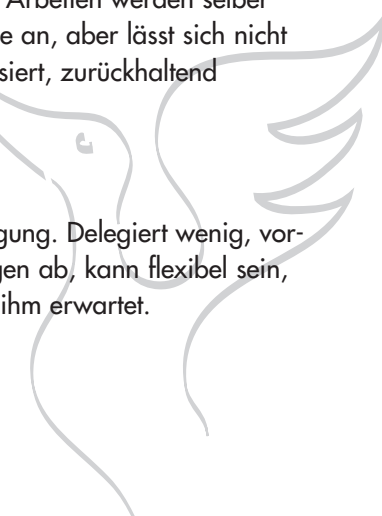 Arbeiten werden selber
e an, aber lässt sich nicht
siert, zurückhaltend
gung. Delegiert wenig, vor-
gen ab, kann flexibel sein,
ihm erwartet.